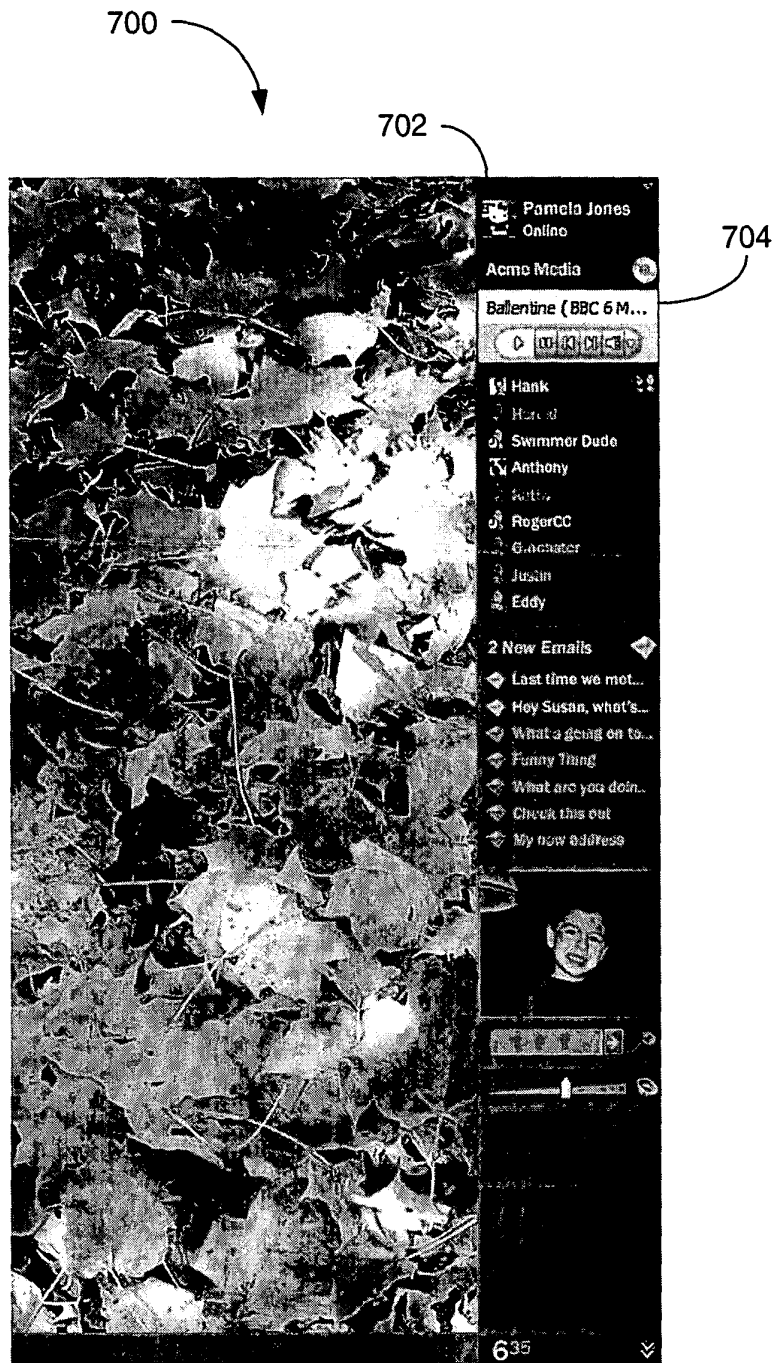 700
702
Pamela Jones
Online
704
Acme Media
Ballentine (BBC 6 M...
Hank
Swimmer Dude
Anthony
RogerCC
Justin
Eddy
2 New Emails
Last time we met...
Hey Susan, what's...
What's going on to...
Funny Thing
What are you doin..
Check this out
My new address
6 35